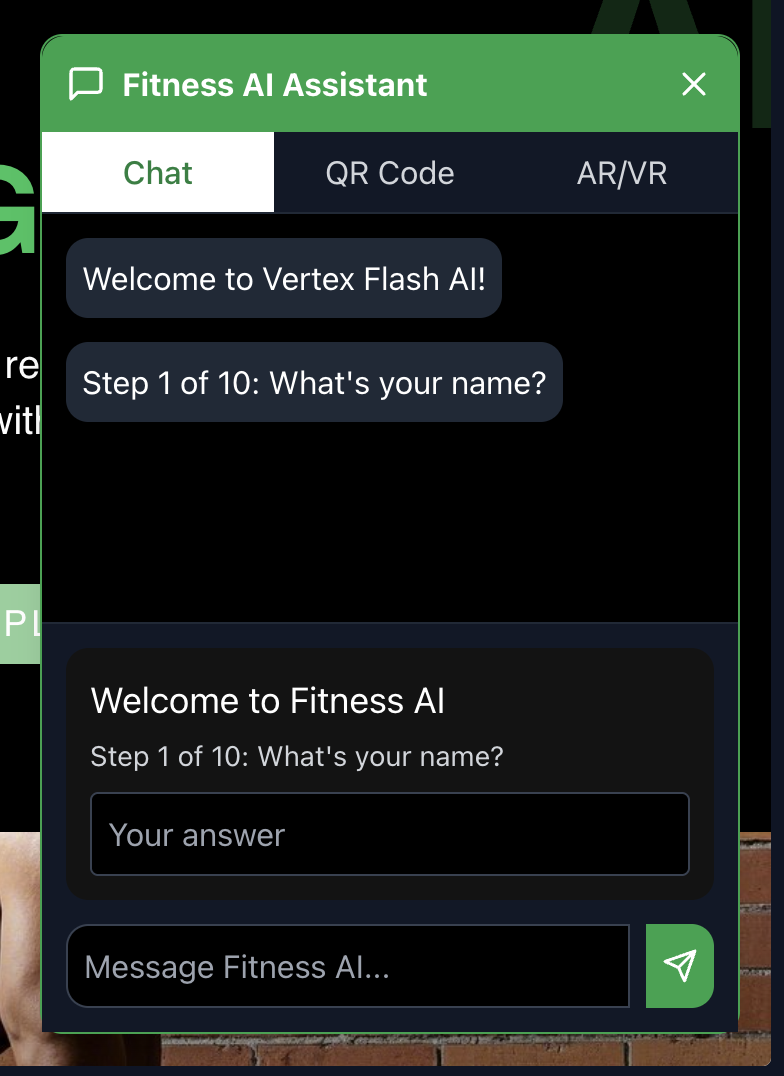 Fitness AI Assistant
Chat
QR Code
AR/VR
Welcome to Vertex Flash AI!
Step 1 of 10: What's your name?
Welcome to Fitness AI
Step 1 of 10: What's your name?
Your answer
Message Fitness AI...